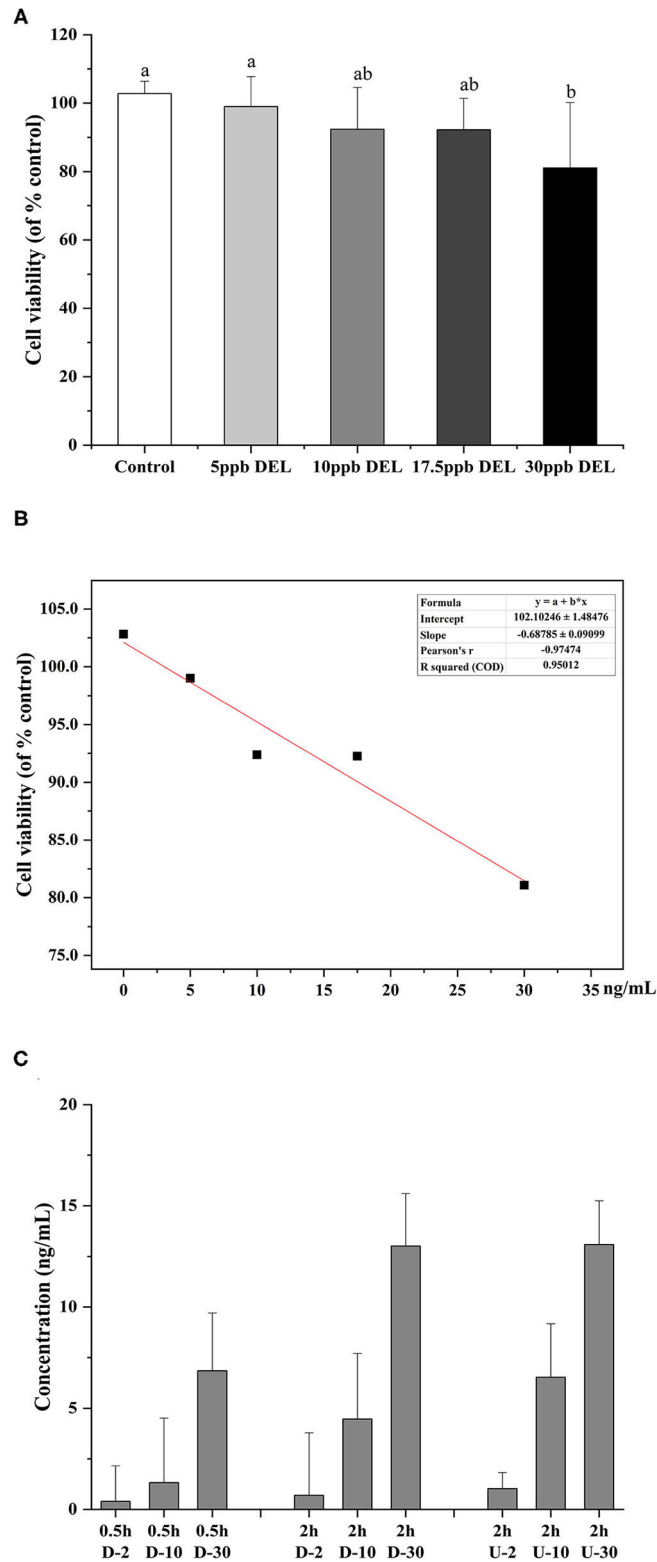 A
120
100
80
60
40
20
0
Cell viability (of % control)
a
a
ab
ab
b
Control 5ppb DEL 10ppb DEL 17.5ppb DEL 30ppb DEL
B
105.0
100.0
95.0
90.0
85.0
80.0
75.0
Cell viability (of % control)
Formula y = a + b*x
Intercept 102.10246 ± 1.48476
Slope -0.68785 ± 0.09099
Pearson's r -0.97474
R squared (COD) 0.95012
0 5 10 15 20 25 30 35 ng/mL
C
20
15
10
5
0
Concentration (ng/mL)
0.5h 0.5h 0.5h 2h 2h 2h 2h 2h 2h
D-2 D-10 D-30 D-2 D-10 D-30 U-2 U-10 U-30